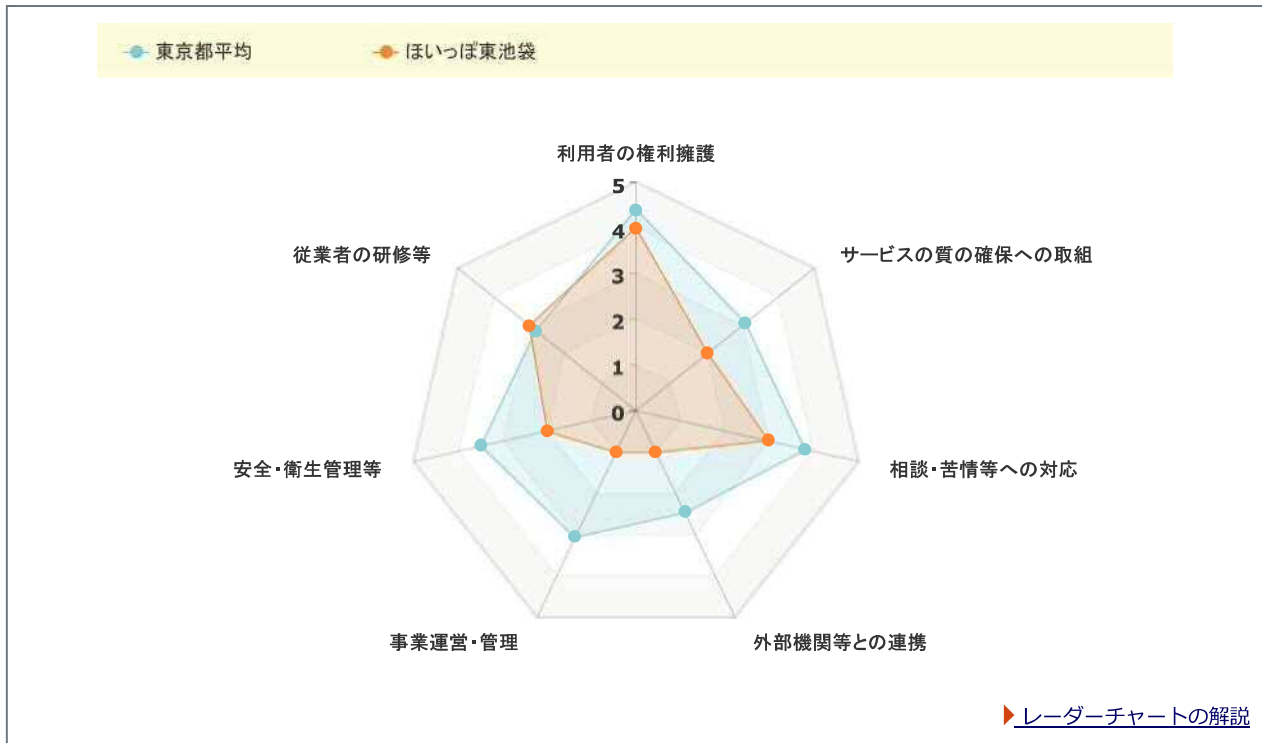 東京都平均
ほいっぽ東池袋
利用者の権利擁護
5
4
3
2
1
0
サービスの質の確保への取組
相談・苦情等への対応
外部機関等との連携
事業運営・管理
安全・衛生管理等
従業者の研修等
レーダーチャートの解説